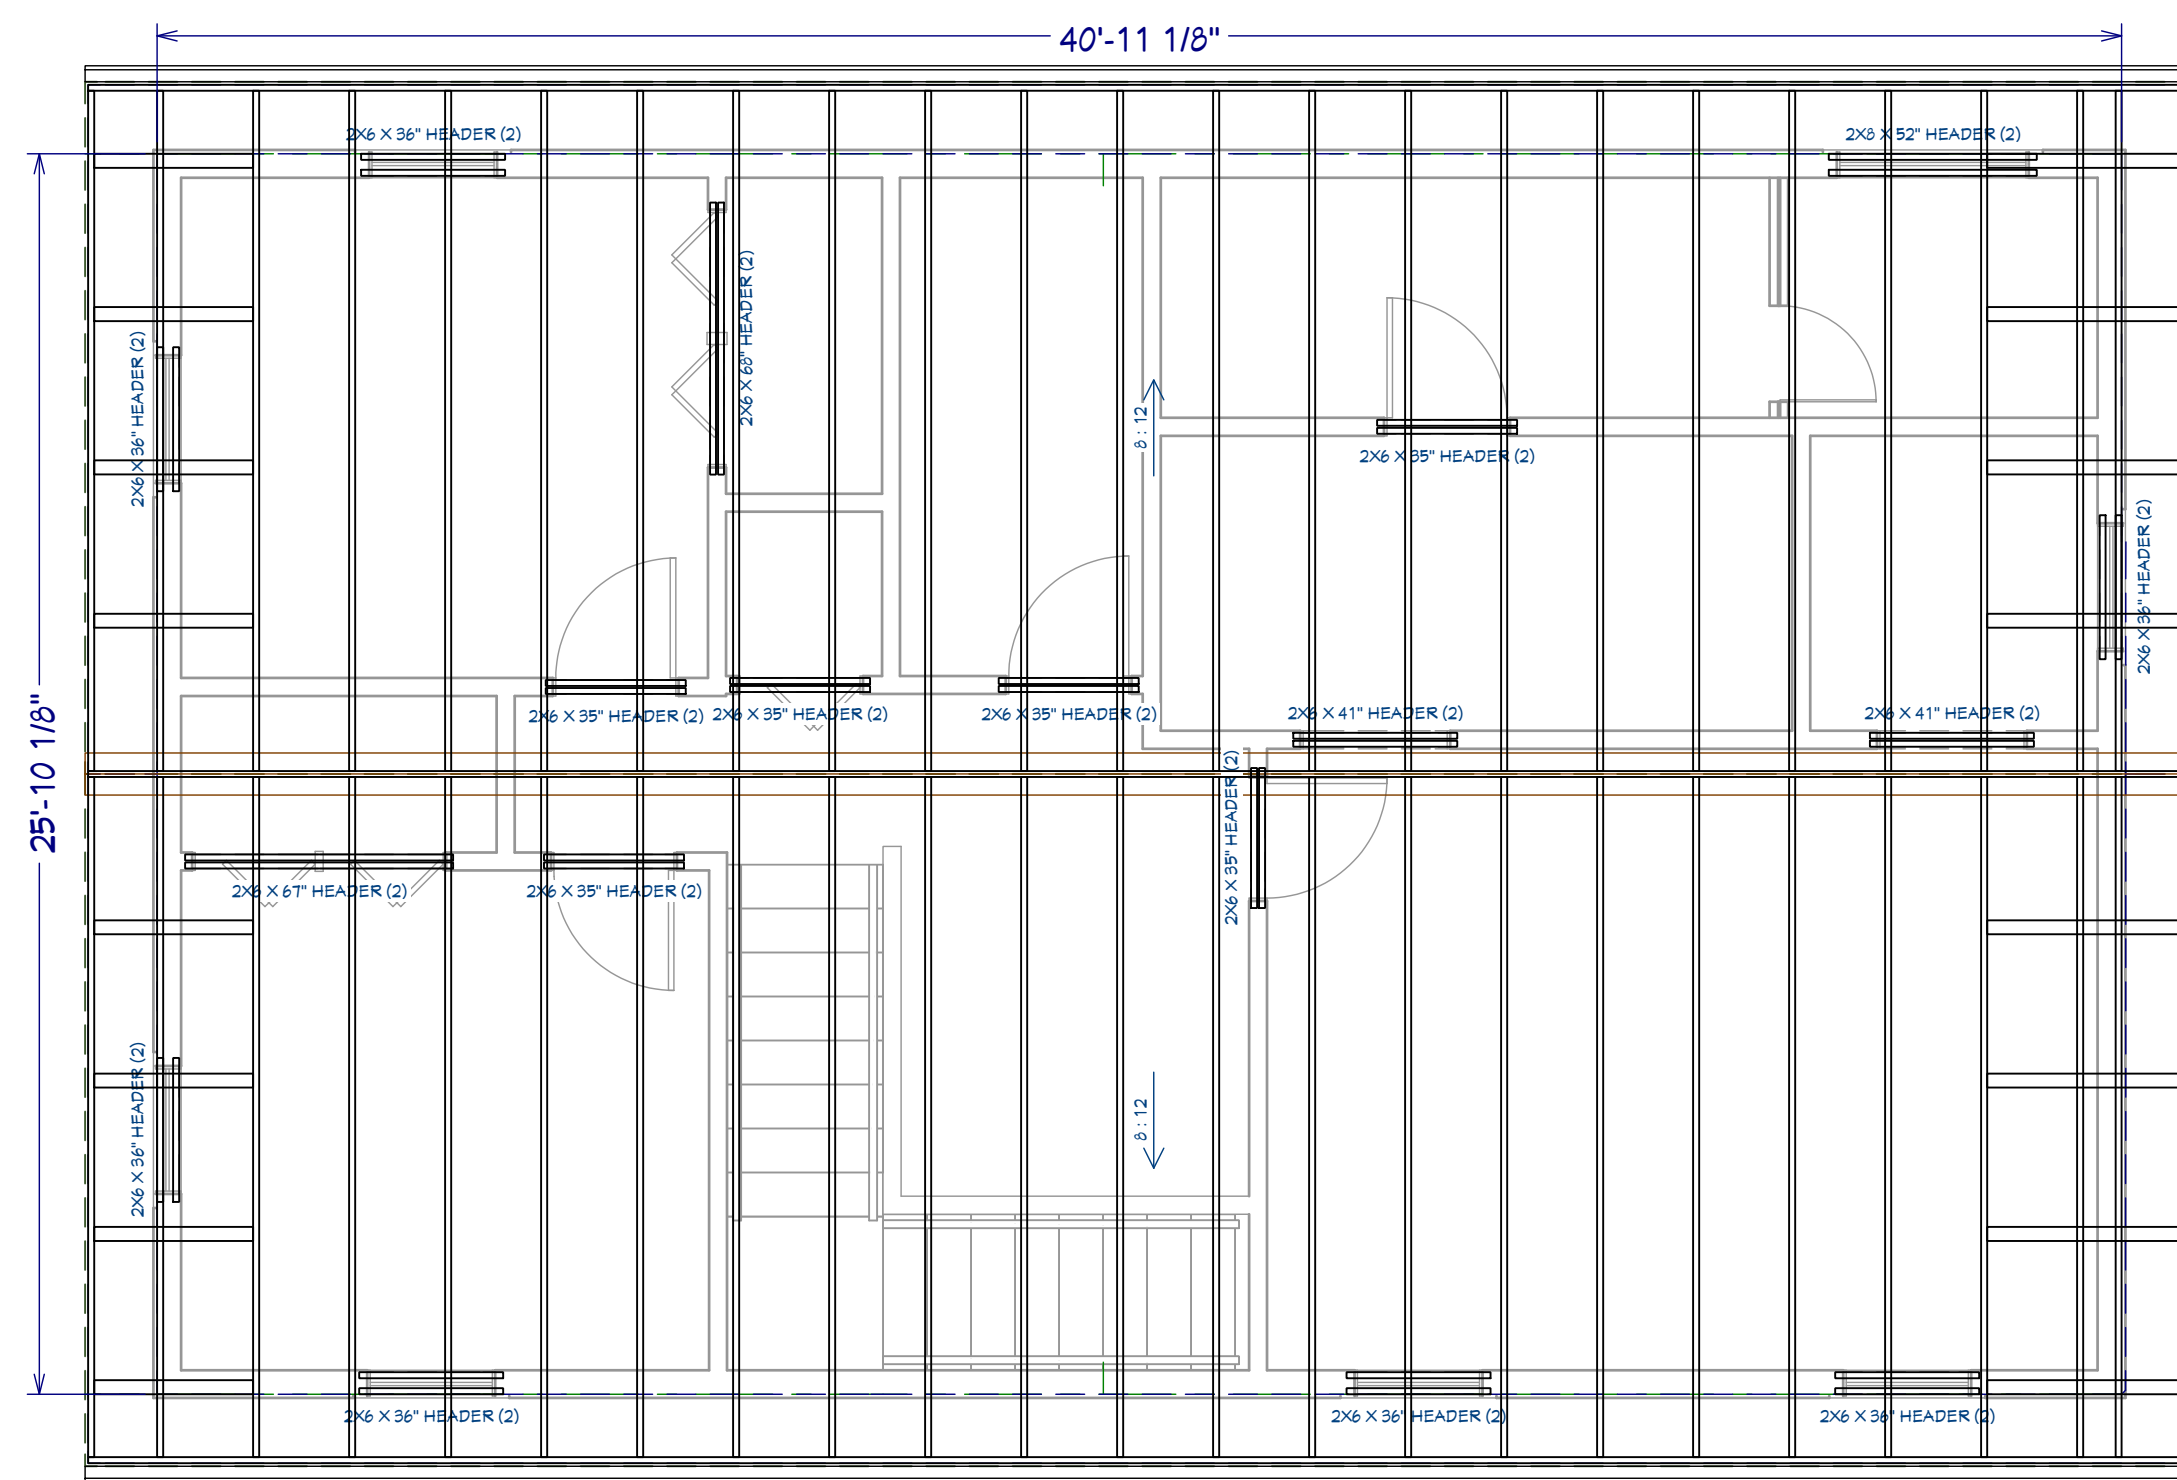 40'-11 1/8"
2X6 X 36" HEADER (2)
2X8 X 52" HEADER (2)
2X6 X 68" HEADER (2)
2X6 X 36" HEADER (2)
8 : 12
2X6 X 35" HEADER (2)
2X6 X 36" HEADER (2)
2X6 X 35" HEADER (2)
2X6 X 35" HEADER (2)
2X6 X 35" HEADER (2)
2X6 X 41" HEADER (2)
2X6 X 41" HEADER (2)
25'-10 1/8"
2X6 X 35" HEADER (2)
2X6 X 67" HEADER (2)
2X6 X 35" HEADER (2)
2X6 X 36" HEADER (2)
8 : 12
2X6 X 36" HEADER (2)
2X6 X 36" HEADER (2)
2X6 X 36" HEADER (2)